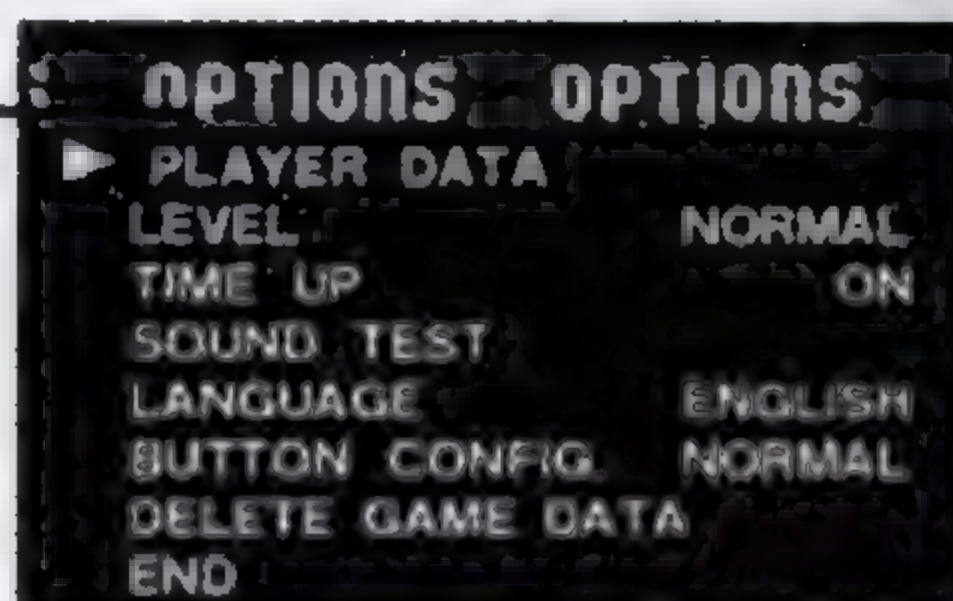 OPTIONS OPTIONS
PLAYER DATA
LEVEL NORMAL
TIME UP ON
SOUND TEST
LANGUAGE ENGLISH
BUTTON CONFIG. NORMAL
DELETE GAME DATA
END